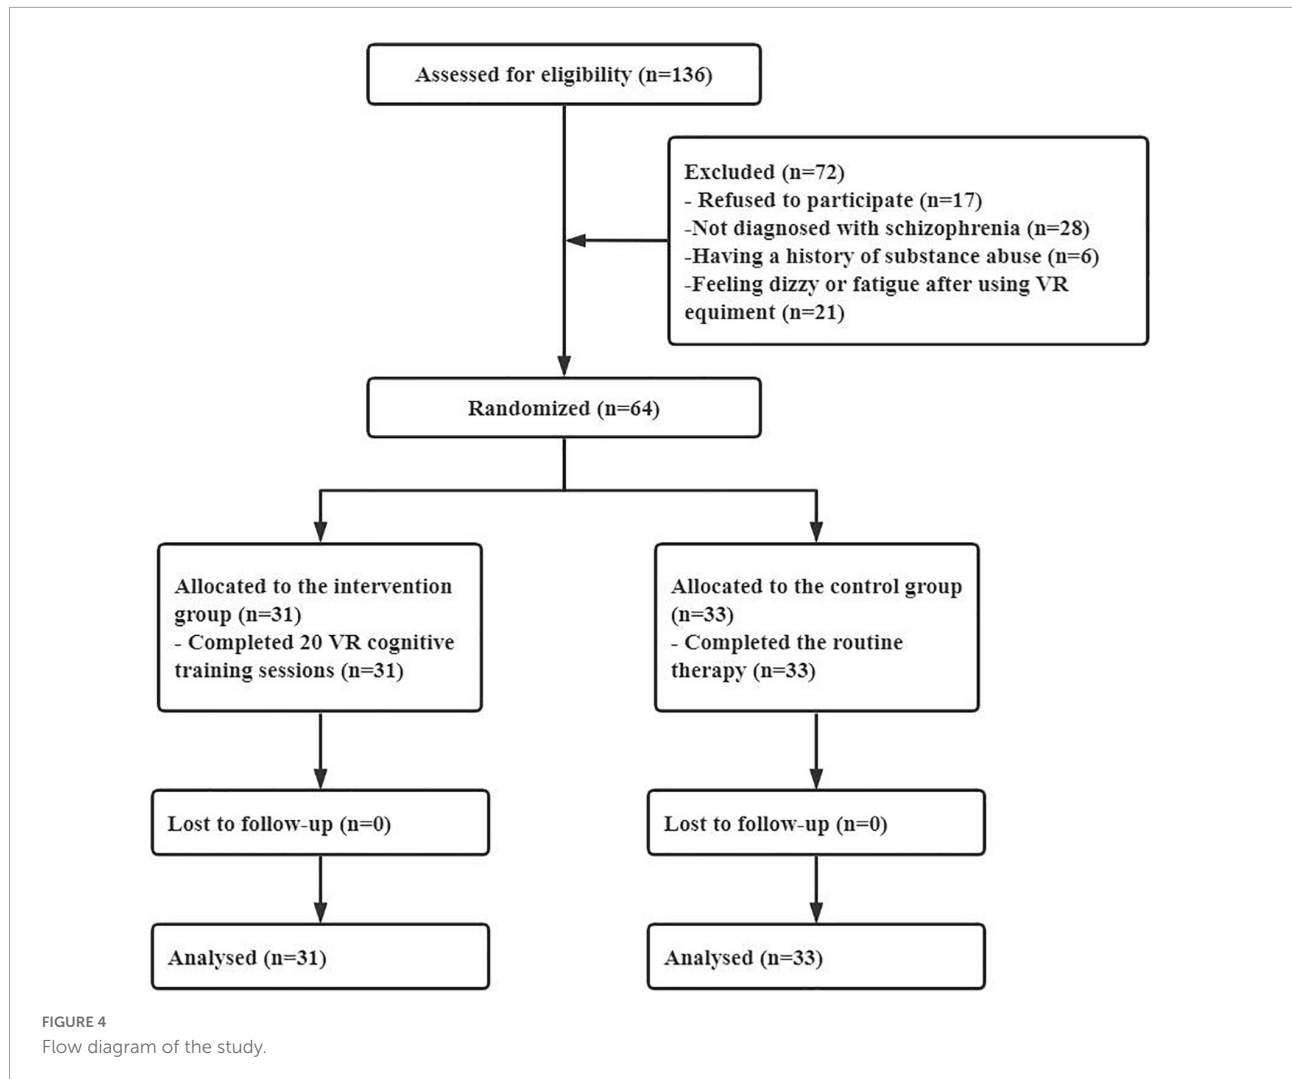 Assessed for eligibility (n=136)
Excluded (n=72)
- Refused to participate (n=17)
-Not diagnosed with schizophrenia (n=28)
-Having a history of substance abuse (n=6)
-Feeling dizzy or fatigue after using VR
equiment (n=21)
Randomized (n=64)
Allocated to the intervention
group (n=31)
- Completed 20 VR cognitive
training sessions (n=31)
Allocated to the control group
(n=33)
- Completed the routine
therapy (n=33)
Lost to follow-up (n=0)
Lost to follow-up (n=0)
Analysed (n=31)
Analysed (n=33)
FIGURE 4
Flow diagram of the study.